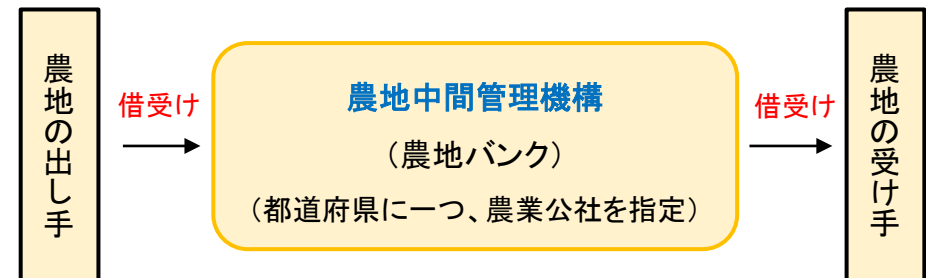 農地の出し手
借受け
農地中間管理機構
（農地バンク）
（都道府県に一つ、農業公社を指定）
借受け
農地の受け手